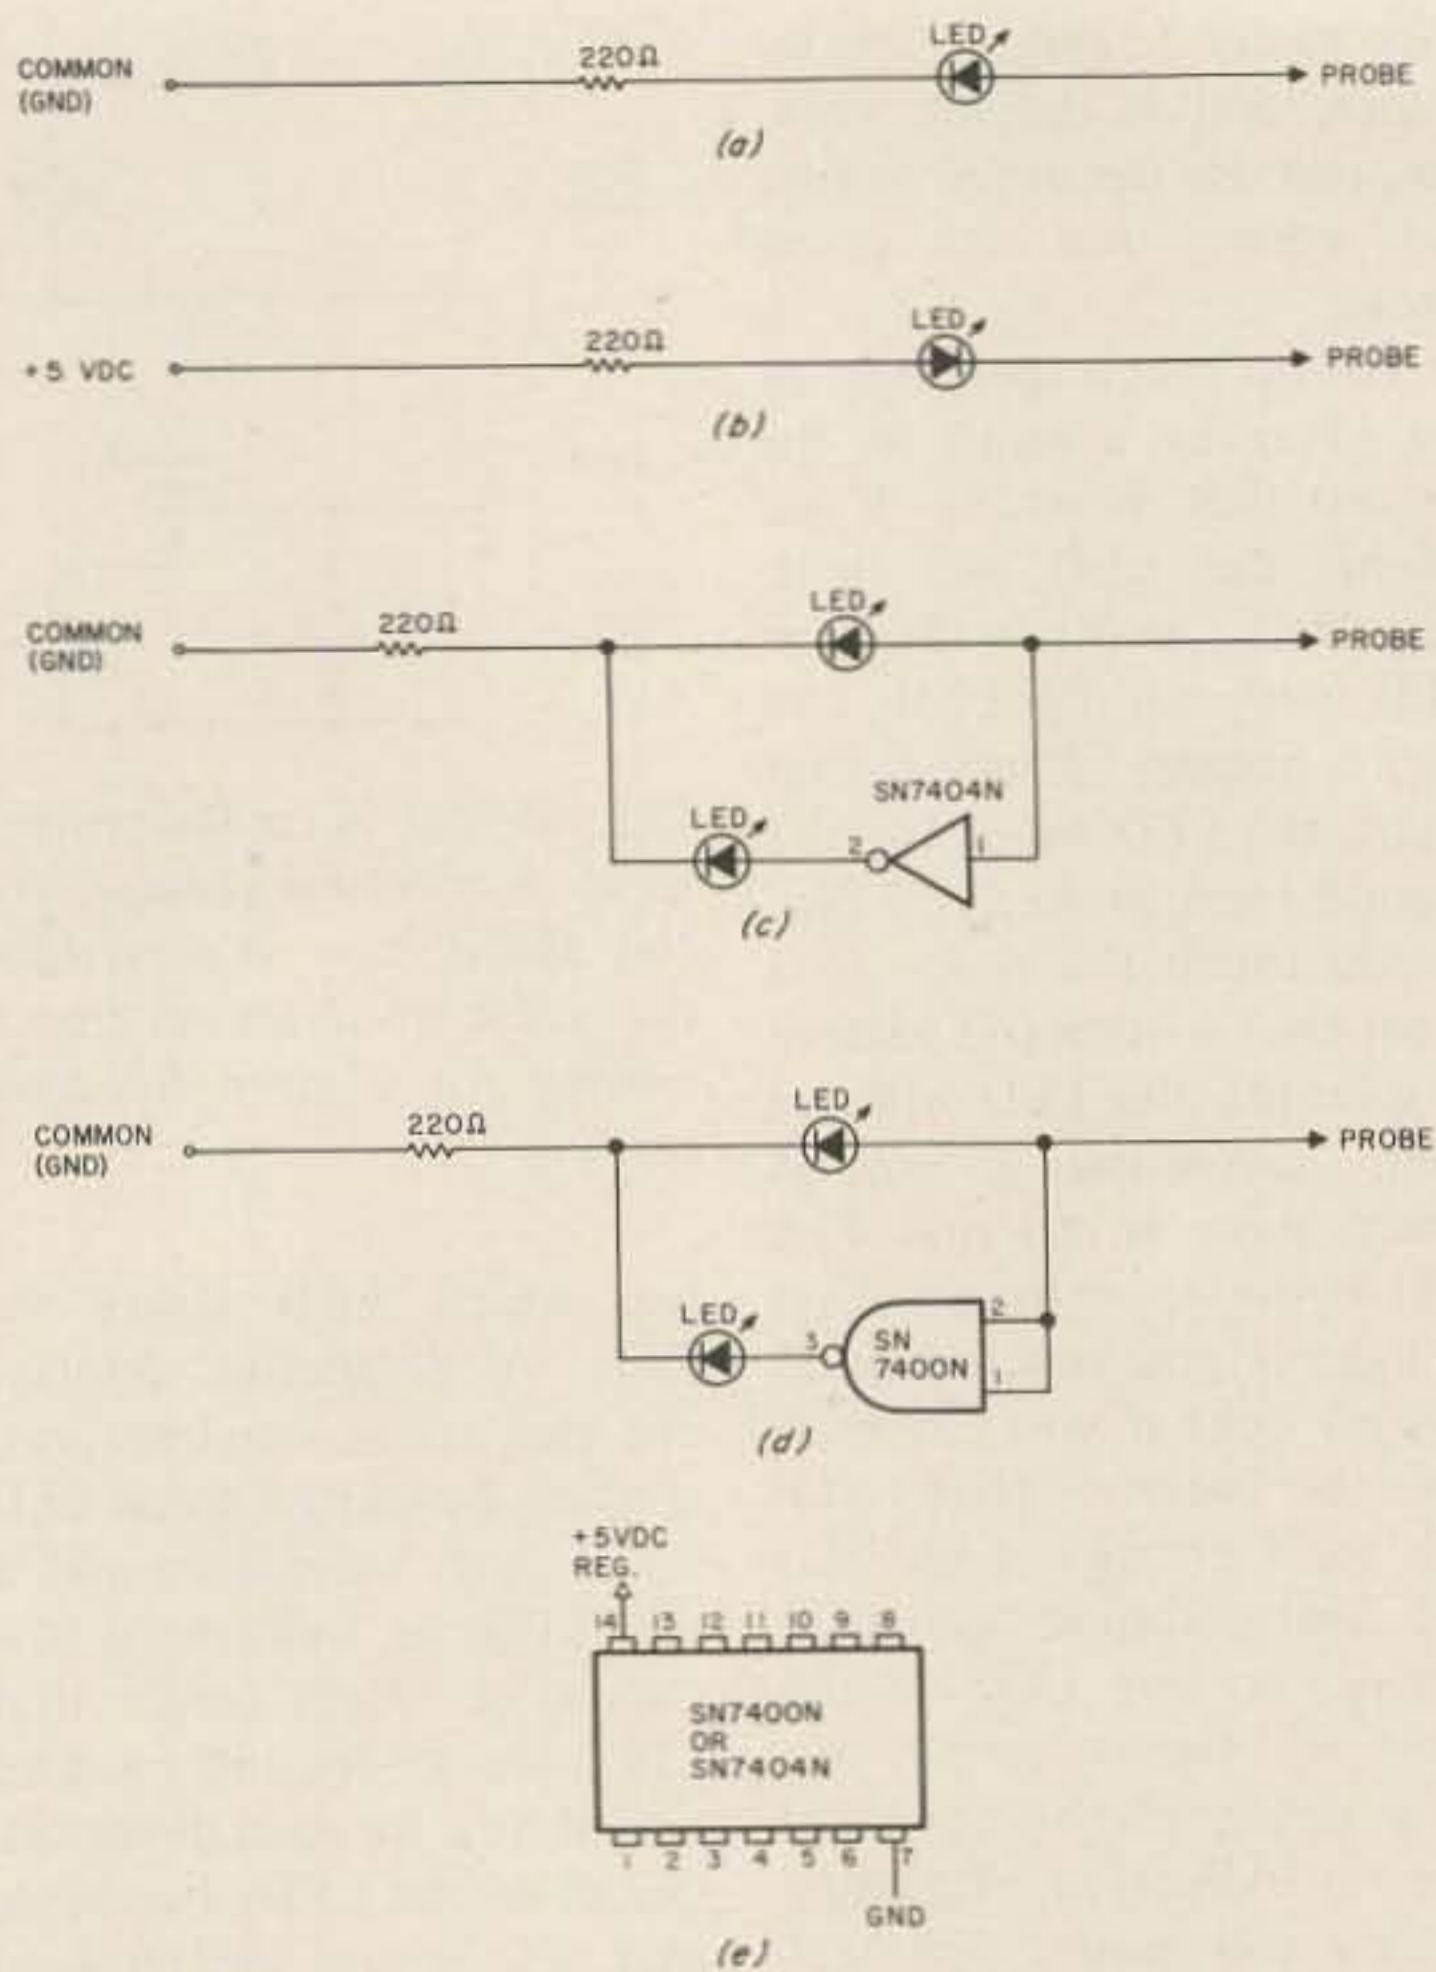 LED
220Ω
COMMON
(GND)
PROBE
(a)
LED
220Ω
+5 VDC
PROBE
(b)
LED
220Ω
COMMON
(GND)
PROBE
SN7404N
LED
2
1
(c)
LED
220Ω
COMMON
(GND)
PROBE
LED
3
SN
7400N
2
1
(d)
+5VDC
REG.
14 13 12 11 10 9 8
SN7400N
OR
SN7404N
1 2 3 4 5 6 7
GND
(e)